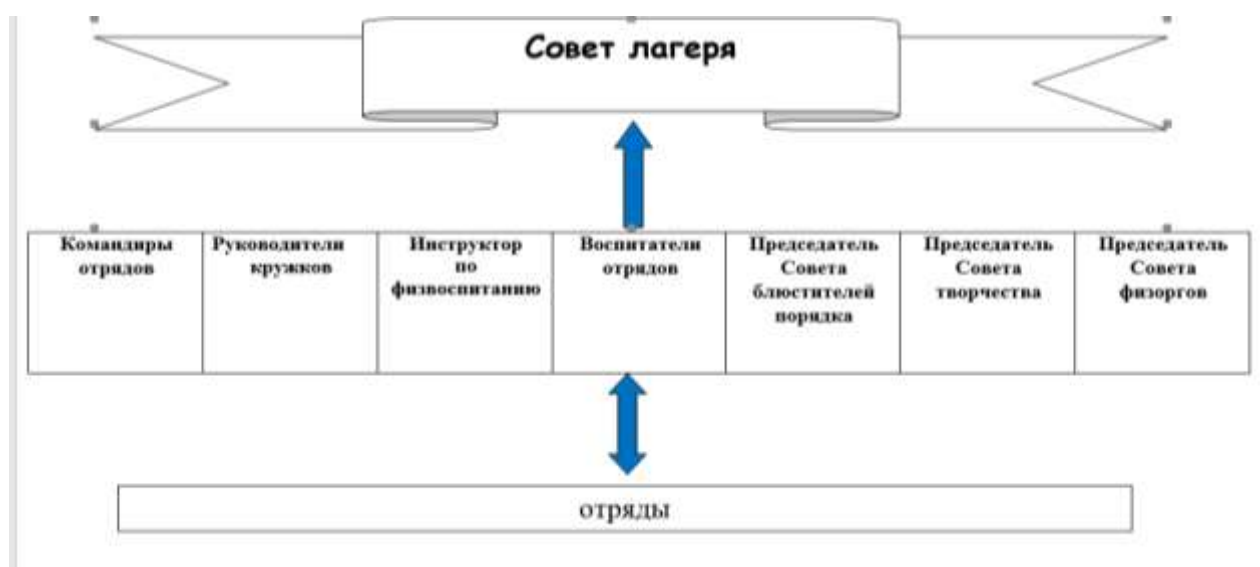 Совет лагеря
Командиры
отрядов
Руководители
кружков
Инструктор
по
физвоспитанию
Воспитатели
отрядов
Председатель
Совета
блюстителей
порядка
Председатель
Совета
творчества
Председатель
Совета
физоргов
отряды